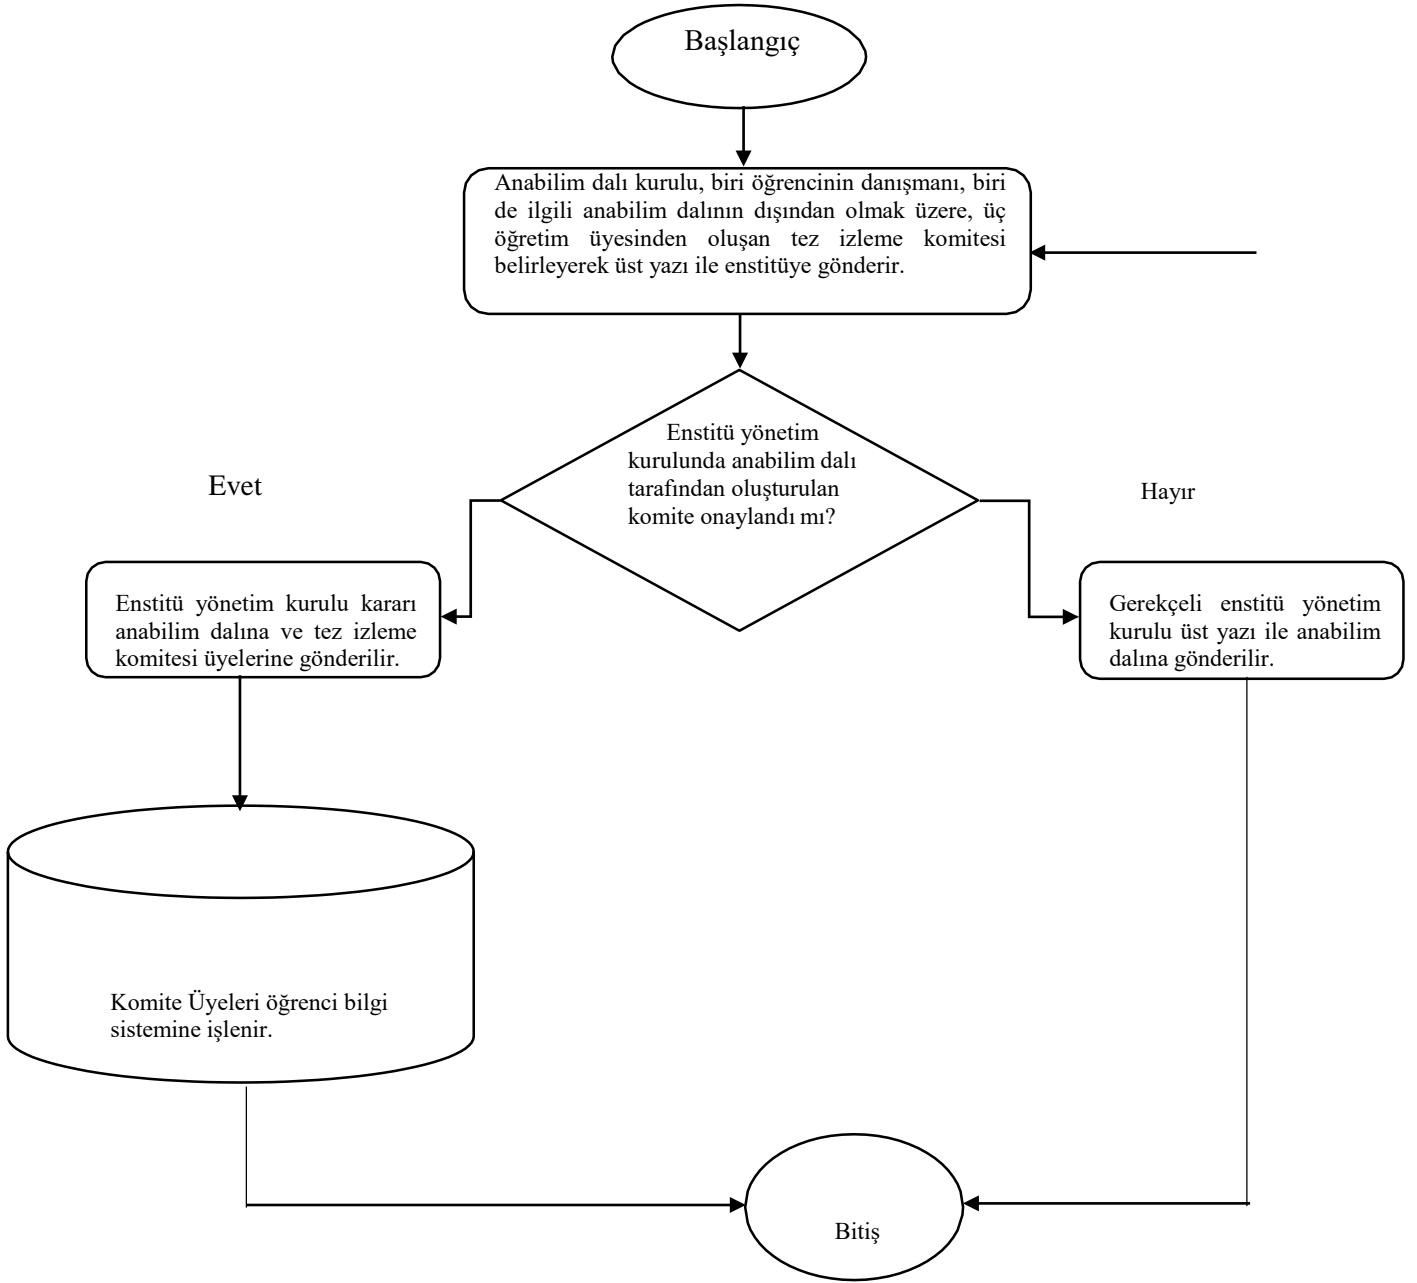 Başlangıç
Anabilim dalı kurulu, biri öğrencinin danışmanı, biri
de ilgili anabilim dalının dışından olmak üzere, üç
öğretim üyesinden oluşan tez izleme komitesi
belirleyerek üst yazı ile enstitüye gönderir.
Enstitü yönetim
kurulunda anabilim dalı
tarafından oluşturulan
komite onaylandı mı?
Evet
Hayır
Enstitü yönetim kurulu kararı
anabilim dalına ve tez izleme
komitesi üyelerine gönderilir.
Gerekçeli enstitü yönetim
kurulu üst yazı ile anabilim
dalına gönderilir.
Komite Üyeleri öğrenci bilgi
sistemine işlenir.
Bitiş